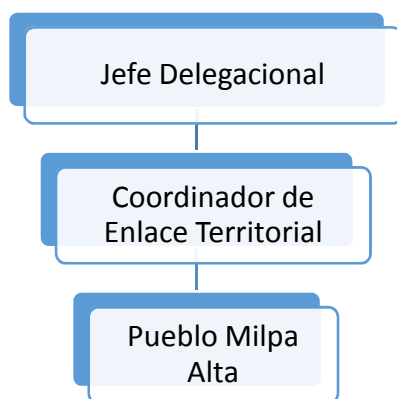 Jefe Delegacional
Coordinador de
Enlace Territorial
Pueblo Milpa
Alta